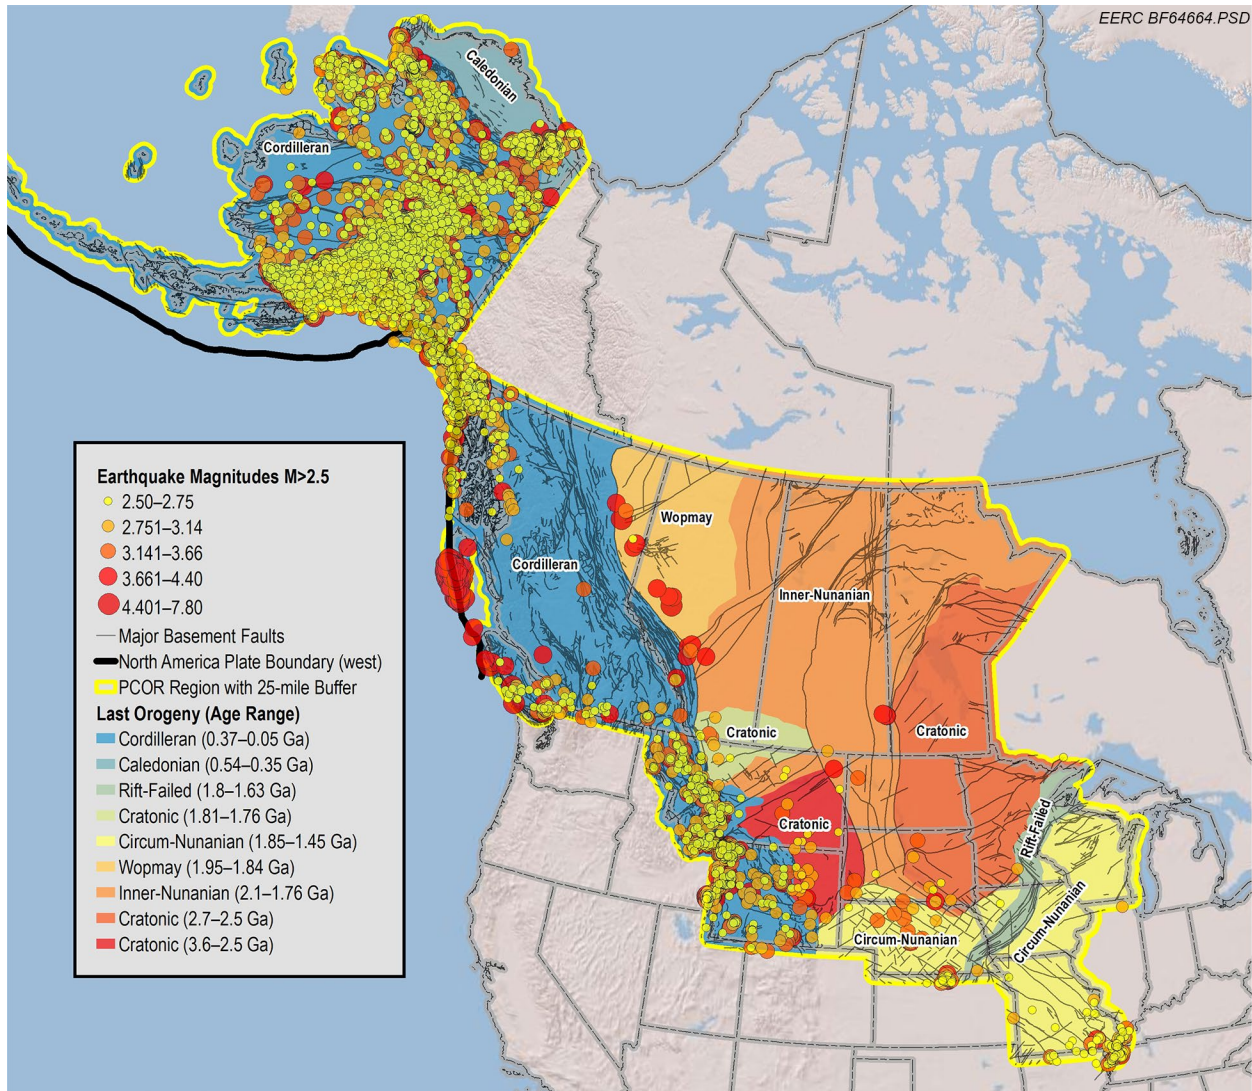 EERC BF64664.PSD
Caledonian
Cordilleran
Earthquake Magnitudes M>2.5
2.50–2.75
2.751–3.14
3.141–3.66
3.661–4.40
4.401–7.80
Major Basement Faults
North America Plate Boundary (west)
PCOR Region with 25-mile Buffer
Last Orogeny (Age Range)
Cordilleran (0.37–0.05 Ga)
Caledonian (0.54–0.35 Ga)
Rift-Failed (1.8–1.63 Ga)
Cratonic (1.81–1.76 Ga)
Circum-Nunanian (1.85–1.45 Ga)
Wopmay (1.95–1.84 Ga)
Inner-Nunanian (2.1–1.76 Ga)
Cratonic (2.7–2.5 Ga)
Cratonic (3.6–2.5 Ga)
Wopmay
Cordilleran
Inner-Nunanian
Cratonic
Cratonic
Cratonic
Rift-Failed
Circum-Nunanian
Circum-Nunanian